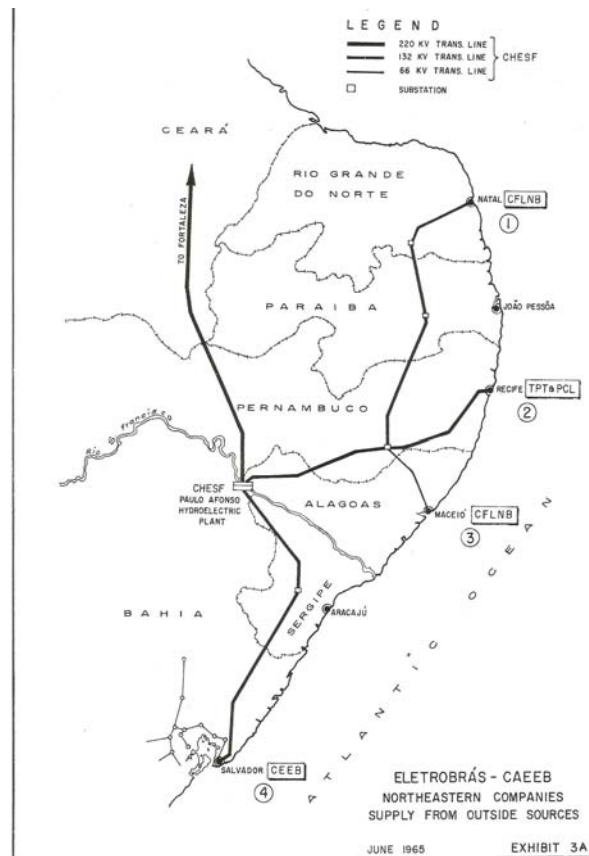 LEGEND
220 KV TRANS. LINE
132 KV TRANS. LINE
66 KV TRANS. LINE
CHESF
SUBSTATION
CEARÁ
RIO GRANDE
DO NORTE
NATAL CFLNB
1
TO FORTALEZA
PARAIBA
JOÃO PESSÔA
RECIFE TPT & PCL
2
PERNAMBUCO
Rio São Francisco
CHESF
PAULO AFONSO
HYDROELECTRIC
PLANT
ALAGOAS
MACEIÓ CFLNB
3
SERGIPE
ARACAJÚ
BAHIA
ATLANTIC OCEAN
SALVADOR CEEB
4
ELETROBRÁS - CAEEB
NORTHEASTERN COMPANIES
SUPPLY FROM OUTSIDE SOURCES
JUNE 1965 EXHIBIT 3A